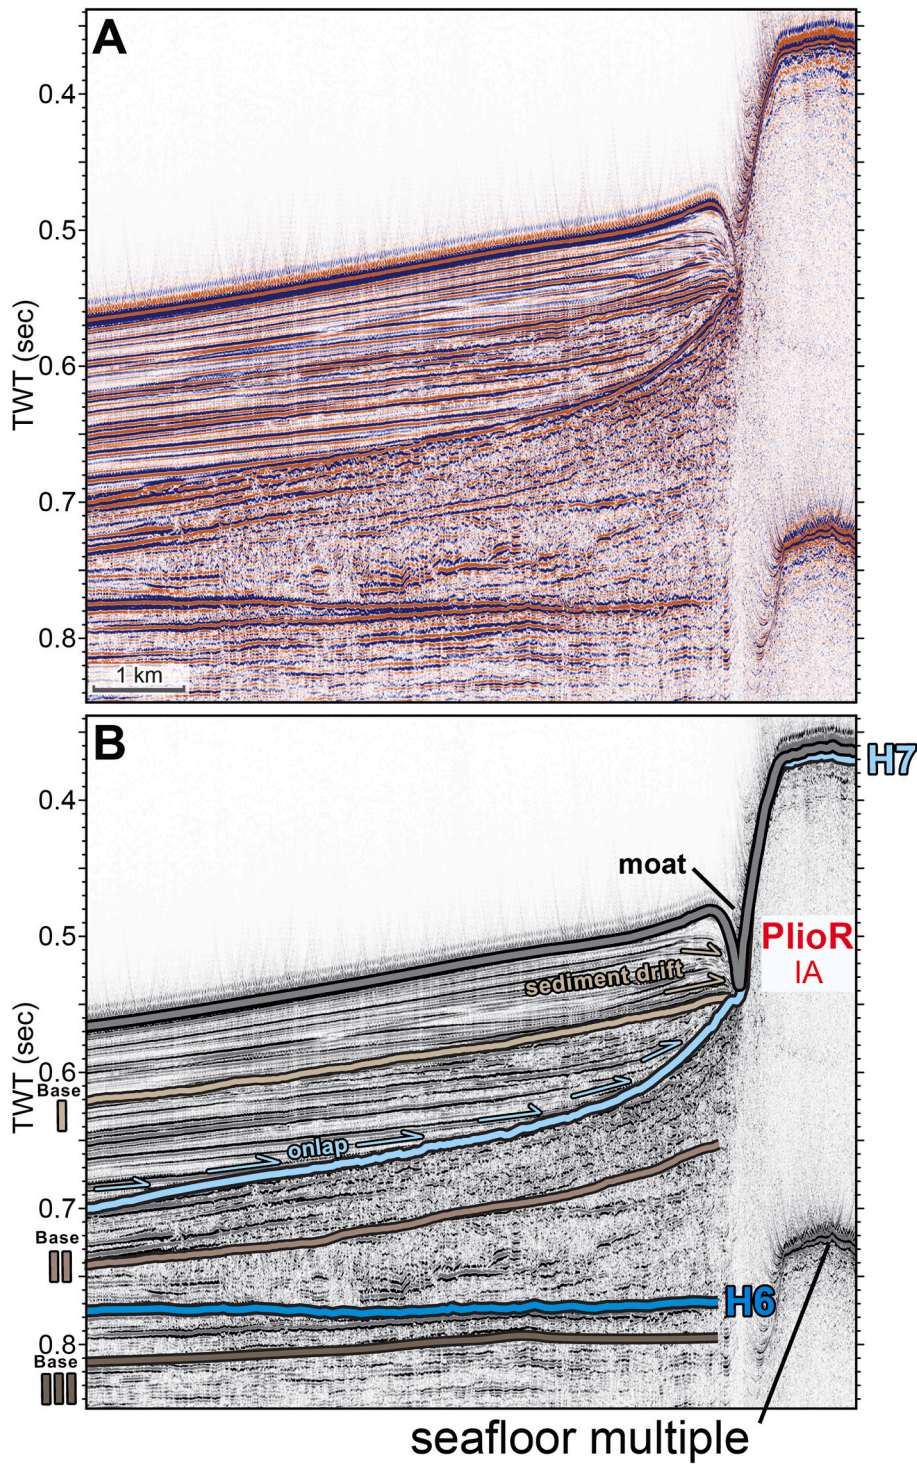 A
0.4
0.5
TWT (sec)
0.6
0.7
0.8
1 km
B
H7
0.4
moat
0.5
PlioR
IA
sediment drift
TWT (sec)
0.6
Base
I
onlap
0.7
Base
II
H6
0.8
Base
III
seafloor multiple